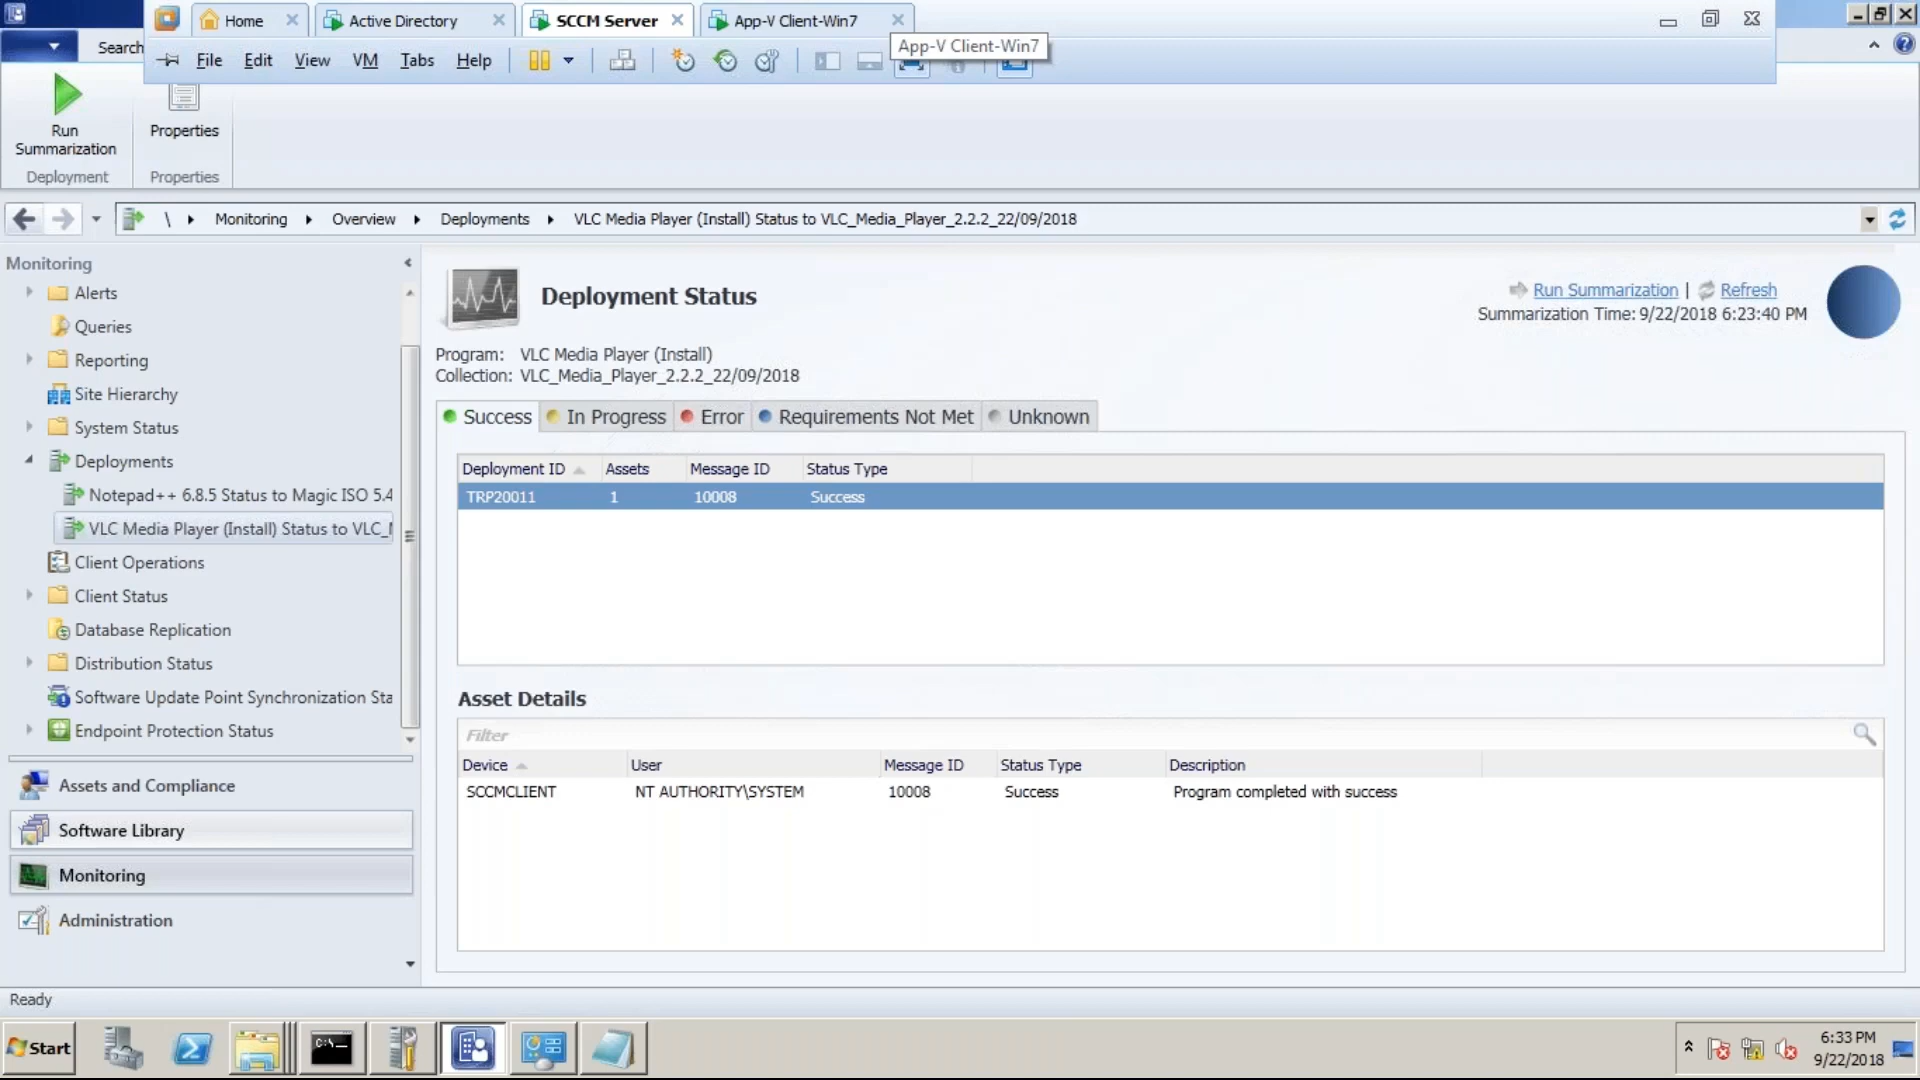 Home
Active Directory
SCCM Server
App-V Client-Win7
Search
File
Edit
View
VM
Tabs
Help
App-V Client-Win7
Run
Summarization
Properties
Deployment
Properties
\ Monitoring Overview Deployments VLC Media Player (Install) Status to VLC_Media_Player_2.2.2_22/09/2018
Monitoring
Alerts
Queries
Reporting
Site Hierarchy
System Status
Deployments
Notepad++ 6.8.5 Status to Magic ISO 5.4
VLC Media Player (Install) Status to VLC_
Client Operations
Client Status
Database Replication
Distribution Status
Software Update Point Synchronization Sta
Endpoint Protection Status
Assets and Compliance
Software Library
Monitoring
Administration
Deployment Status
Run Summarization | Refresh
Summarization Time: 9/22/2018 6:23:40 PM
Program: VLC Media Player (Install)
Collection: VLC_Media_Player_2.2.2_22/09/2018
Success
In Progress
Error
Requirements Not Met
Unknown
Deployment ID Assets Message ID Status Type
TRP20011 1 10008 Success
Asset Details
Filter
Device User Message ID Status Type Description
SCCMCLIENT NT AUTHORITY\SYSTEM 10008 Success Program completed with success
Ready
Start
C:\-
6:33 PM
9/22/2018